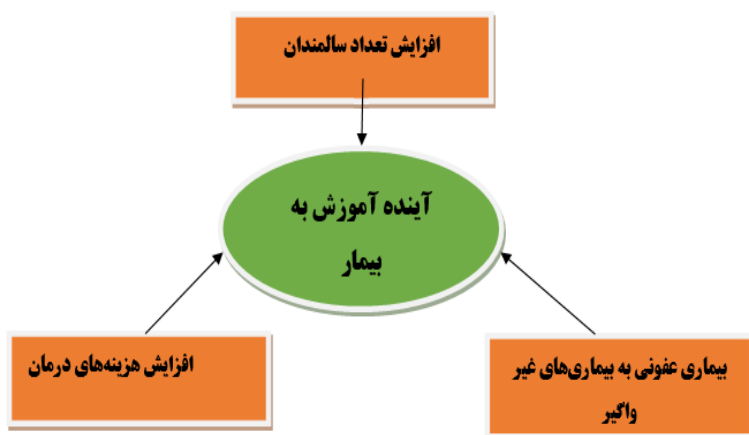 افزایش تعداد سالمندان
آینده آموزش به
بیمار
افزایش هزینه‌های درمان
بیماری عفونی به بیماری‌های غیر
واگیر